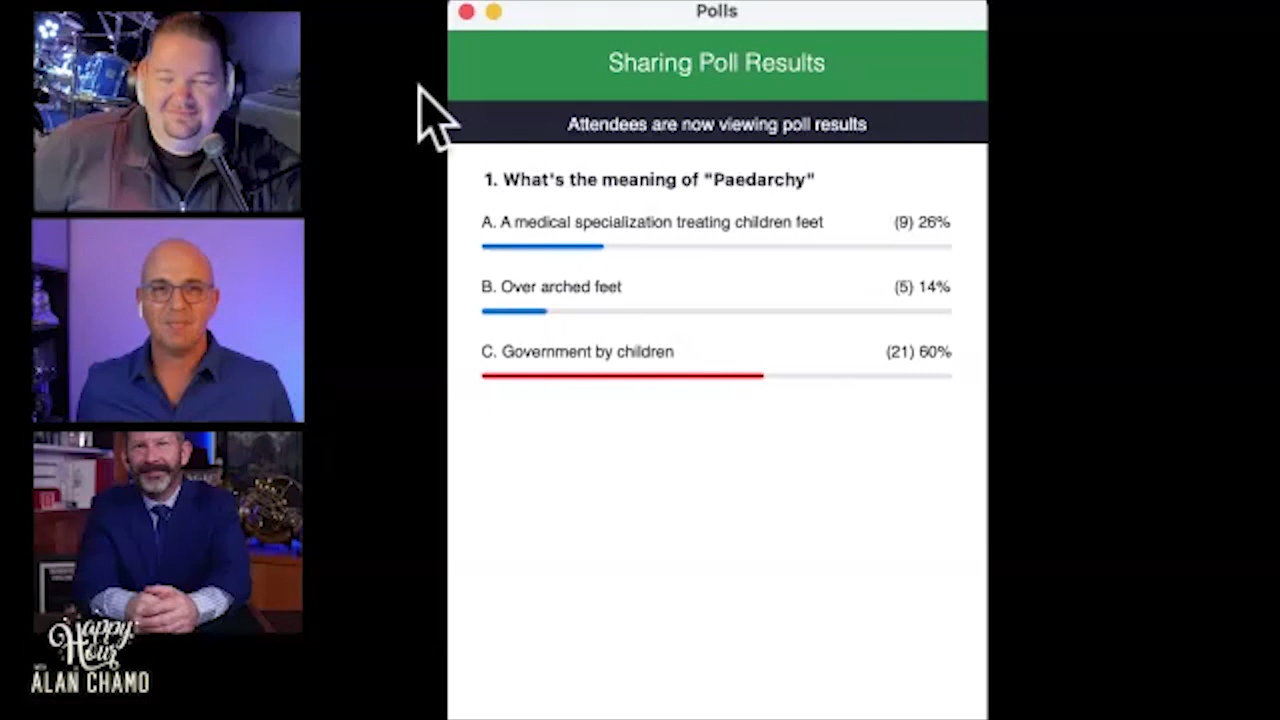 Polls
Sharing Poll Results
Attendees are now viewing poll results
1. What's the meaning of "Paedarchy"
A. A medical specialization treating children feet (9) 26%
B. Over arched feet (5) 14%
C. Government by children (21) 60%
Happy
Hour
WITH
ALAN CHAMO